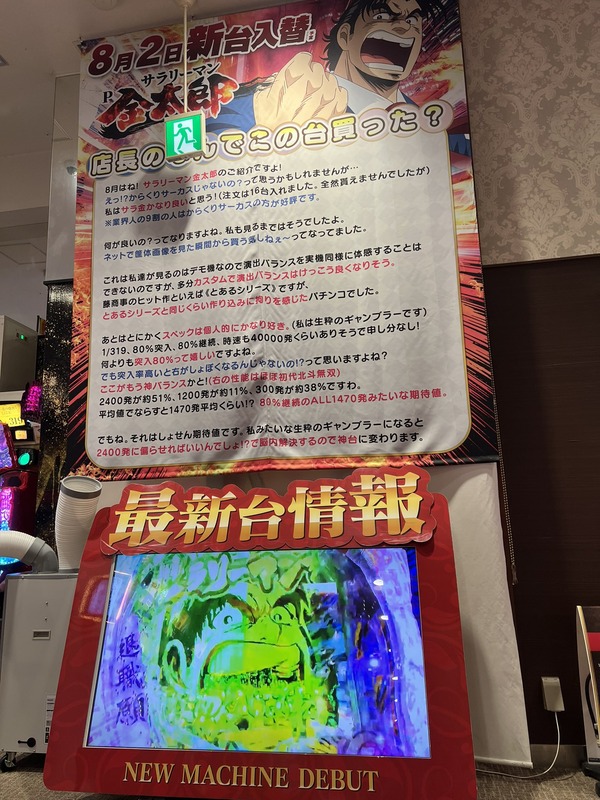 8月2日新台入替
サラリーマン
P.金太郎
店長の なんでこの台買った？
8月はね！サラリーマン金太郎のご紹介ですよ！
えっ!?からくりサーカスじゃないの？って思うかもしれませんが…
私はサラ金かなり良いと思う！(注文は16台入れました。全然貰えませんでしたが)
※業界人の9割の人はからくりサーカスの方が好評です。
何が良いの？ってなりますよね。私も見るまではそうでしたよ。
ネットで筐体画像を見た瞬間から買う薦しねぇ～ってなってました。
これは私達が見るのはデモ機なので演出バランスを実機同様に体感することは
できないのですが、多分カスタムで演出バランスはけっこう良くなりそう。
藤商事のヒット作といえば《とあるシリーズ》ですが、
とあるシリーズと同じくらい作り込みに拘りを感じたパチンコでした。
あとはとにかくスペックは個人的にかなり好き。(私は生粋のギャンブラーです)
1/319、80%突入、80%継続、時速も40000発くらいありそうで申し分なし！
何よりも突入80%って嬉しいですよね。
でも突入率高いと右がしょぼくなるんじゃないの!?って思いますよね？
ここがもう神バランスかと!(右の性能はほぼ初代北斗無双)
2400発が約51%、1200発が約11%、300発が約38%ですわ。
平均値でならすと1470発平均くらい!? 89%継続のALL1470発みたいな期待値。
でもね。それはしょせん期待値です。私みたいな生粋のギャンブラーになると
2400発に偏らせればいいんでしょ!?で脳内解決するので神台に変わります。
最新台情報
サラリーマン
退職願
NEW MACHINE DEBUT